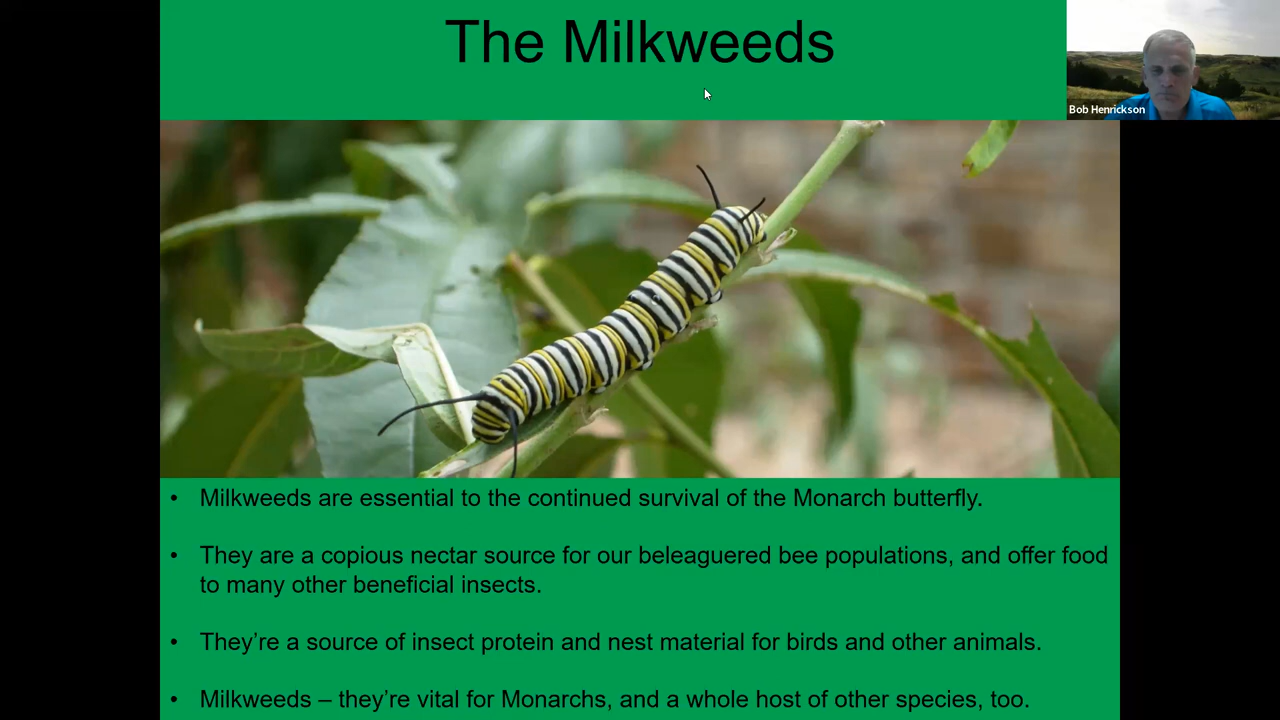 The Milkweeds
Bob Henrickson
• Milkweeds are essential to the continued survival of the Monarch butterfly.
• They are a copious nectar source for our beleaguered bee populations, and offer food
to many other beneficial insects.
• They’re a source of insect protein and nest material for birds and other animals.
• Milkweeds – they’re vital for Monarchs, and a whole host of other species, too.